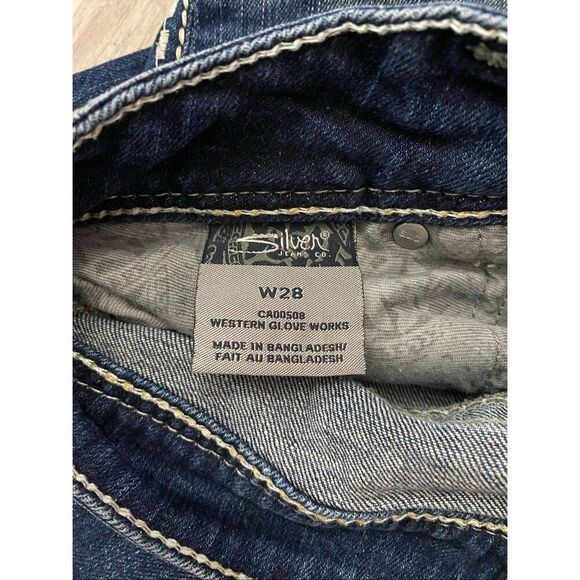 Silver®
JEANS CO.
W28
CA00508
WESTERN GLOVE WORKS
MADE IN BANGLADESH/
FAIT AU BANGLADESH